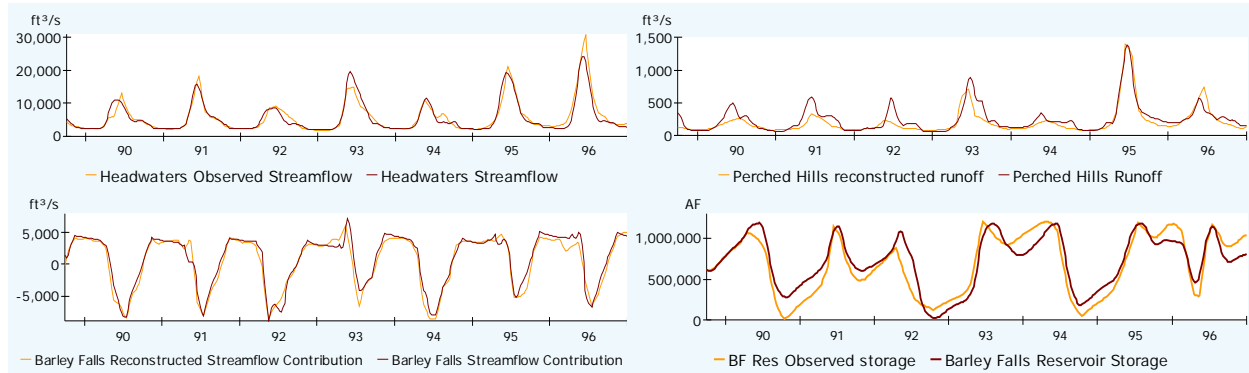 ft³/s
30,000
20,000
10,000
0
90 91 92 93 94 95 96
Headwaters Observed Streamflow Headwaters Streamflow
ft³/s
1,500
1,000
500
0
90 91 92 93 94 95 96
Perched Hills reconstructed runoff Perched Hills Runoff
ft³/s
5,000
0
-5,000
90 91 92 93 94 95 96
Barley Falls Reconstructed Streamflow Contribution Barley Falls Streamflow Contribution
AF
1,000,000
500,000
0
90 91 92 93 94 95 96
BF Res Observed storage Barley Falls Reservoir Storage